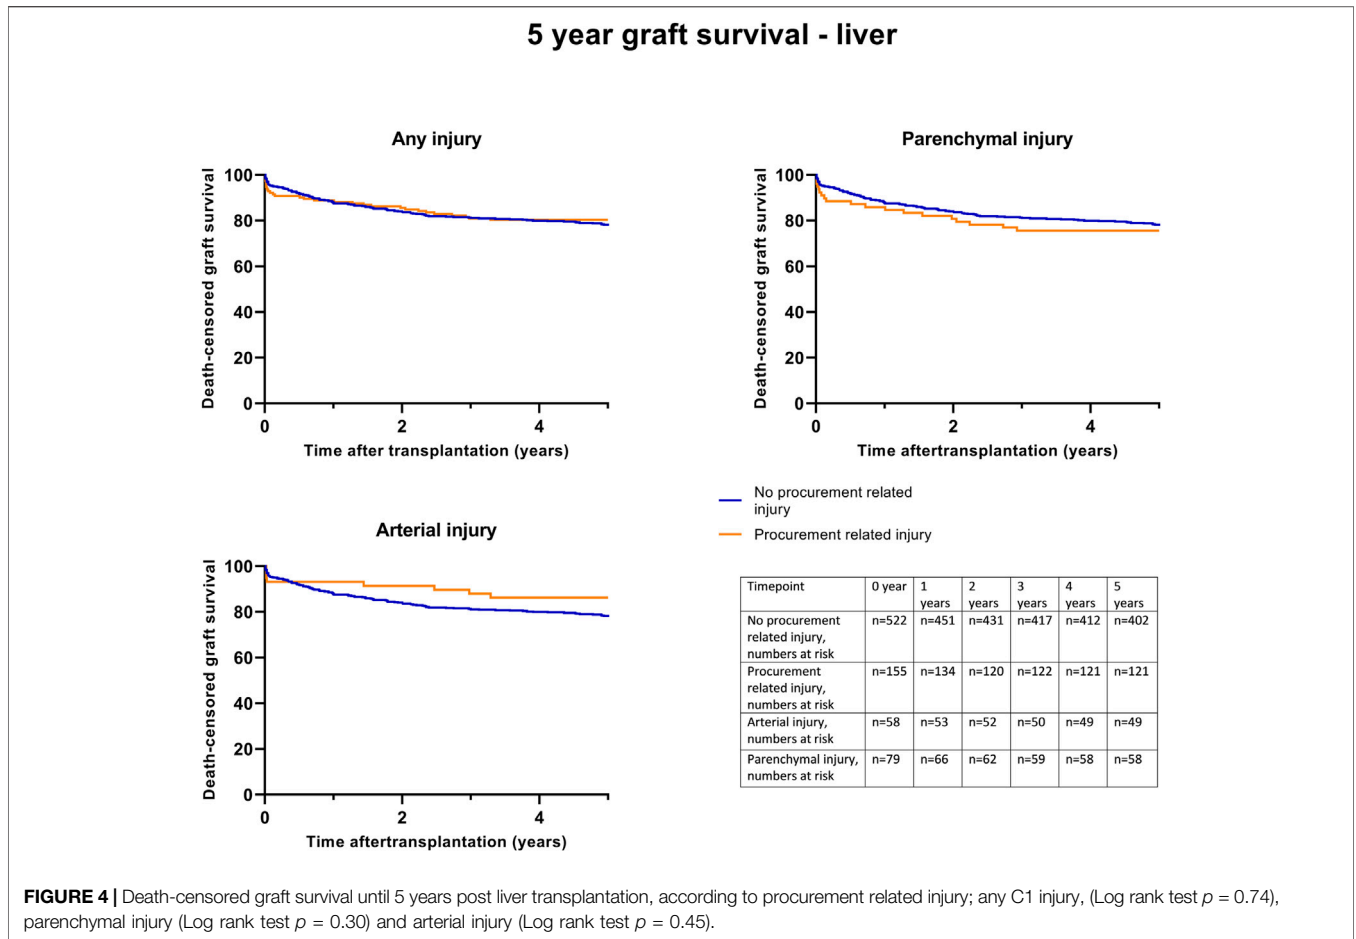 5 year graft survival - liver
Any injury
Death-censored graft survival
100
80
60
40
20
0
0
2
4
Time after transplantation (years)
Parenchymal injury
Death-censored graft survival
100
80
60
40
20
0
0
2
4
Time aftertransplantation (years)
No procurement related
injury
Procurement related injury
Arterial injury
Death-censored graft survival
100
80
60
40
20
0
0
2
4
Time aftertransplantation (years)
Timepoint 0 year 1 2 3 4 5
years years years years years
No procurement n=522 n=451 n=431 n=417 n=412 n=402
related injury,
numbers at risk
Procurement n=155 n=134 n=120 n=122 n=121 n=121
related injury,
numbers at risk
Arterial injury, n=58 n=53 n=52 n=50 n=49 n=49
numbers at risk
Parenchymal injury, n=79 n=66 n=62 n=59 n=58 n=58
numbers at risk
FIGURE 4 | Death-censored graft survival until 5 years post liver transplantation, according to procurement related injury; any C1 injury, (Log rank test p = 0.74),
parenchymal injury (Log rank test p = 0.30) and arterial injury (Log rank test p = 0.45).